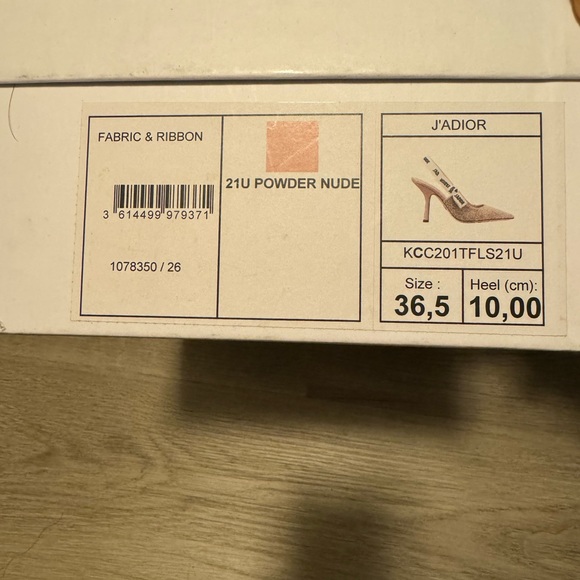 FABRIC & RIBBON
3 614499 979371
1078350 / 26
21U POWDER NUDE
J'ADIOR
KCC201TFLS21U
Size :
36,5
Heel (cm):
10,00